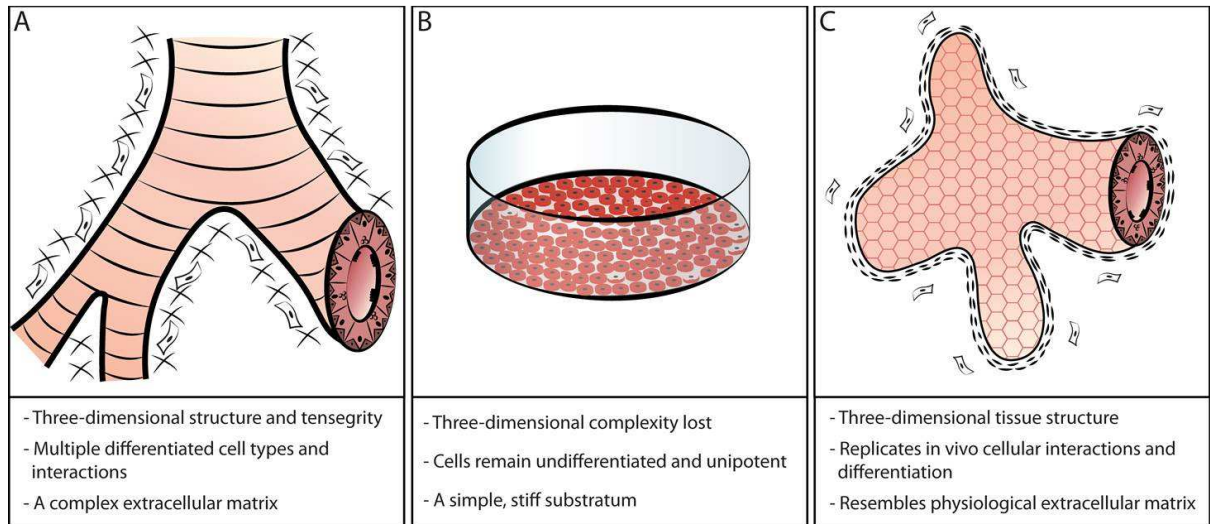 A
B
C
- Three-dimensional structure and tensegrity
- Multiple differentiated cell types and
interactions
- A complex extracellular matrix
- Three-dimensional complexity lost
- Cells remain undifferentiated and unipotent
- A simple, stiff substratum
- Three-dimensional tissue structure
- Replicates in vivo cellular interactions and
differentiation
- Resembles physiological extracellular matrix